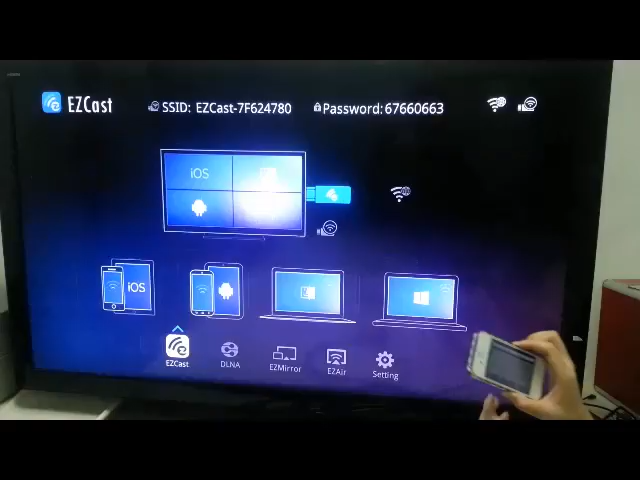 EZCast SSID: EZCast-7F624780 Password: 67660663
iOS
iOS
EZCast DLNA EZMirror EZAir Setting